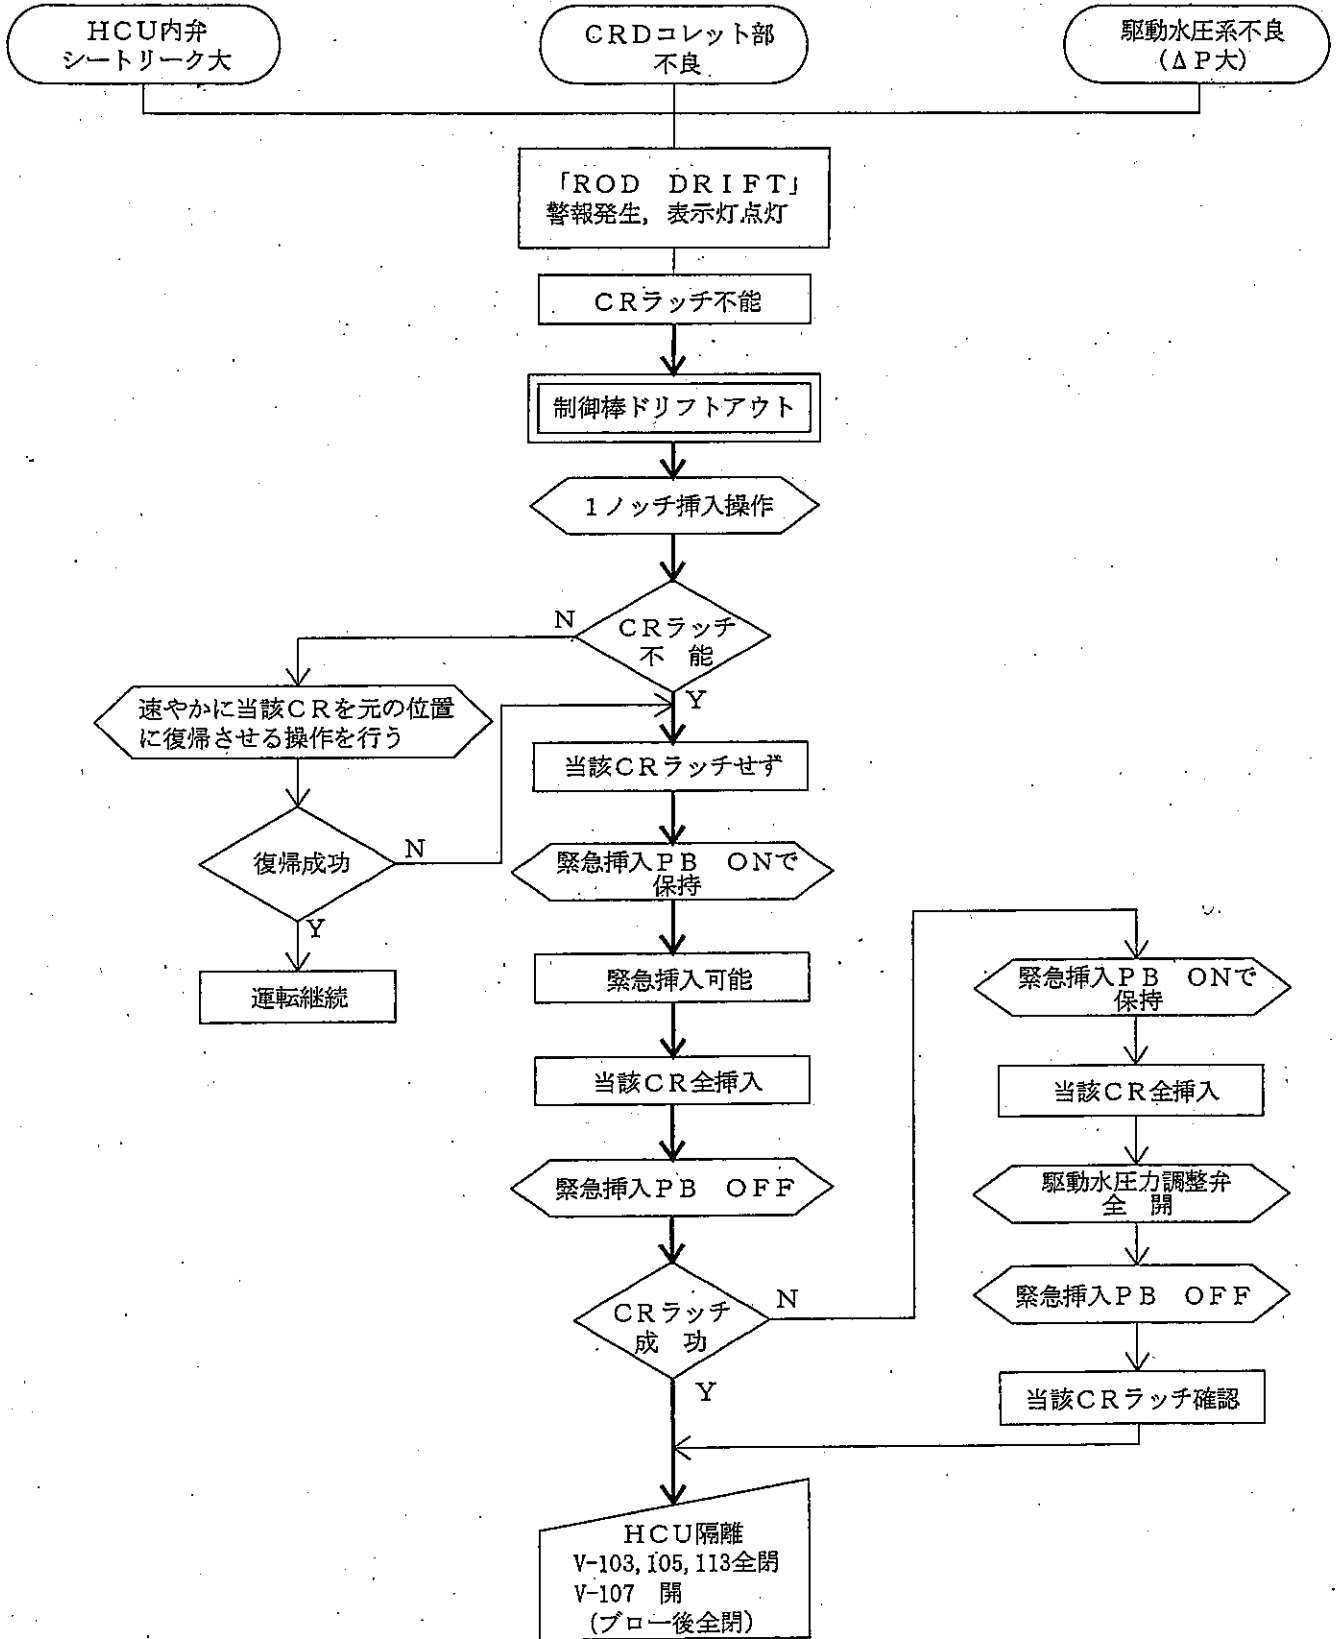 HCU内弁
シートリーク大
CRDコレット部
不良
駆動水圧系不良
(ΔP大)
「ROD DRIFT」
警報発生,表示灯点灯
CRラッチ不能
制御棒ドリフトアウト
1ノッチ挿入操作
CRラッチ
不 能
N
Y
速やかに当該CRを元の位置
に復帰させる操作を行う
復帰成功
N
Y
運転継続
当該CRラッチせず
緊急挿入PB ONで
保持
緊急挿入可能
当該CR全挿入
緊急挿入PB OFF
CRラッチ
成 功
N
Y
緊急挿入PB ONで
保持
当該CR全挿入
駆動水圧力調整弁
全 開
緊急挿入PB OFF
当該CRラッチ確認
HCU隔離
V-103,105,113全閉
V-107 開
(ブロー後全閉)